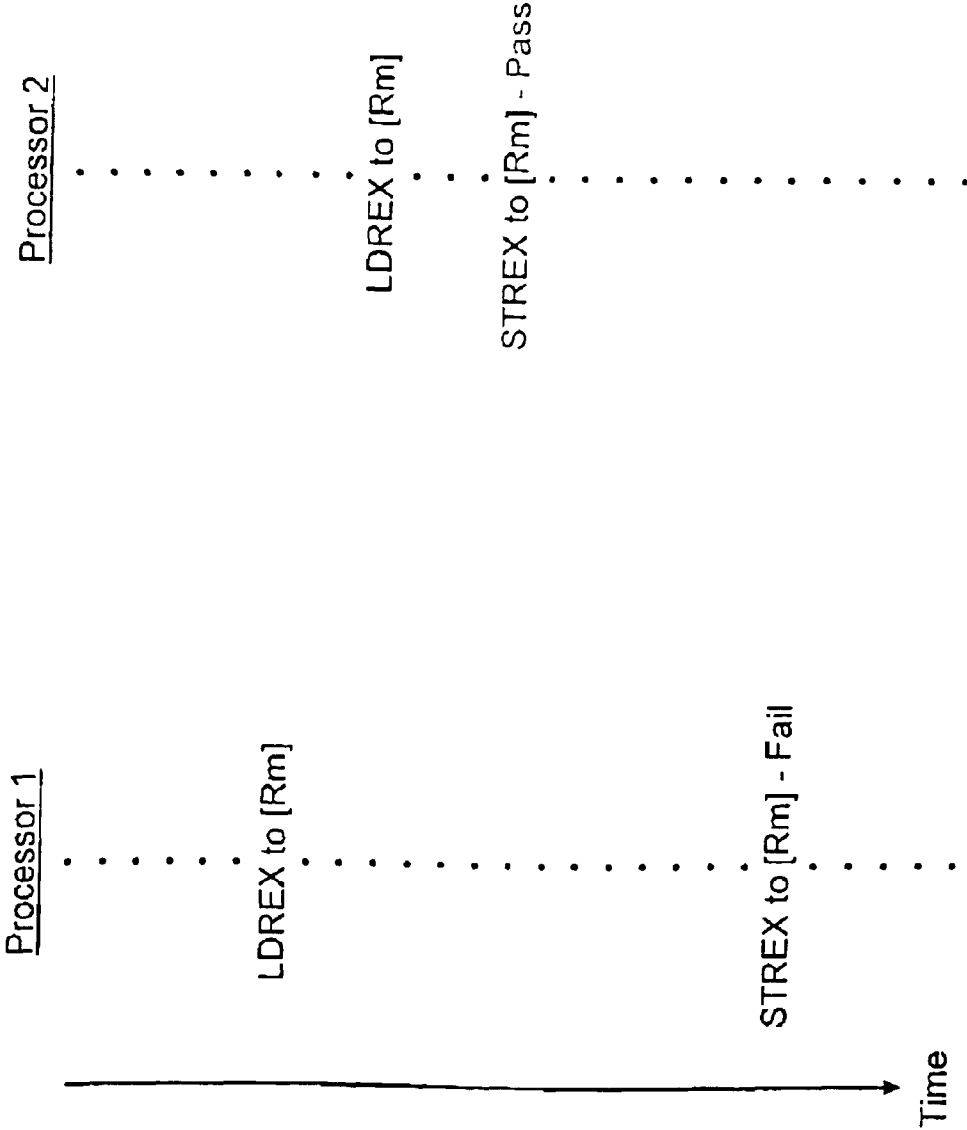 Processor 1
LDREX to [Rm]
STREX to [Rm] - Fail
Processor 2
LDREX to [Rm]
STREX to [Rm] - Pass
Time